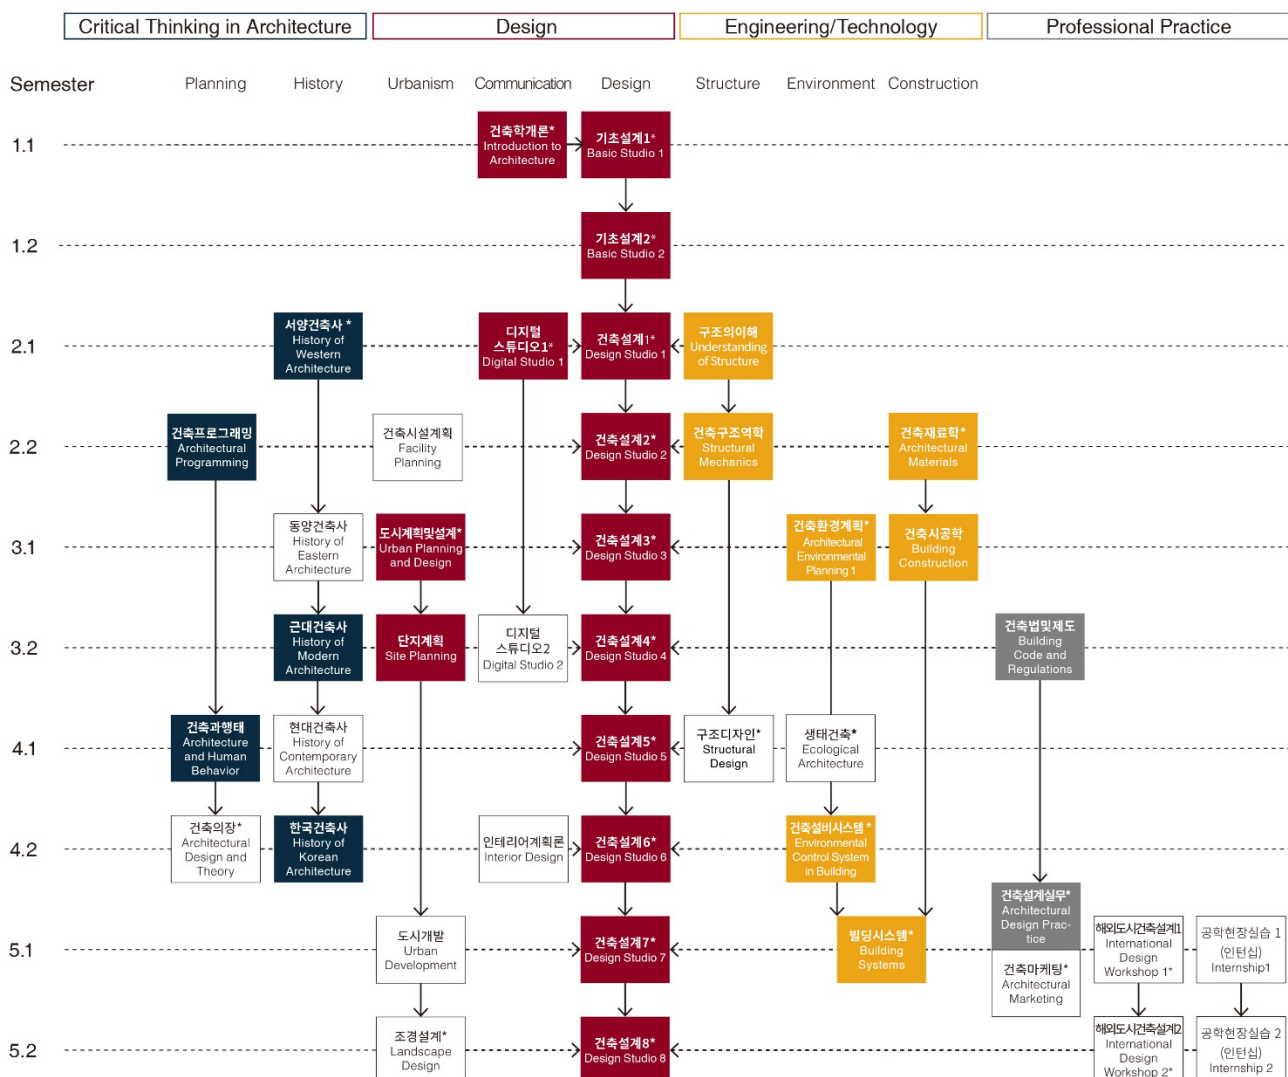 Critical Thinking in Architecture
Design
Engineering/Technology
Professional Practice
Semester
Planning
History
Urbanism
Communication
Design
Structure
Environment
Construction
1.1
건축학개론*
Introduction to
Architecture
기초설계1*
Basic Studio 1
1.2
기초설계2*
Basic Studio 2
2.1
서양건축사 *
History of
Western
Architecture
디지털
스튜디오1*
Digital Studio 1
건축설계1*
Design Studio 1
구조의이해
Understanding
of Structure
2.2
건축프로그래밍
Architectural
Programming
건축시설계획
Facility
Planning
건축설계2*
Design Studio 2
건축구조역학
Structural
Mechanics
건축재료학*
Architectural
Materials
3.1
동양건축사
History of
Eastern
Architecture
도시계획및설계*
Urban Planning
and Design
건축설계3*
Design Studio 3
건축환경계획*
Architectural
Environmental
Planning 1
건축시공학
Building
Construction
3.2
근대건축사
History of
Modern
Architecture
단지계획
Site Planning
디지털
스튜디오2
Digital Studio 2
건축설계4*
Design Studio 4
건축법및제도
Building
Code and
Regulations
4.1
건축과행태
Architecture
and Human
Behavior
현대건축사
History of
Contemporary
Architecture
건축설계5*
Design Studio 5
구조디자인*
Structural
Design
생태건축*
Ecological
Architecture
4.2
건축의장*
Architectural
Design and
Theory
한국건축사
History of
Korean
Architecture
인테리어계획론
Interior Design
건축설계6*
Design Studio 6
건축설비시스템*
Environmental
Control System
in Building
5.1
도시개발
Urban
Development
건축설계7*
Design Studio 7
빌딩시스템*
Building
Systems
건축설계실무*
Architectural
Design Prac-
tice
건축마케팅*
Architectural
Marketing
해외도시건축설계1
International
Design
Workshop 1*
공학현장실습 1
(인턴십)
Internship1
5.2
조경설계*
Landscape
Design
건축설계8*
Design Studio 8
해외도시건축설계2
International
Design
Workshop 2*
공학현장실습 2
(인턴십)
Internship 2